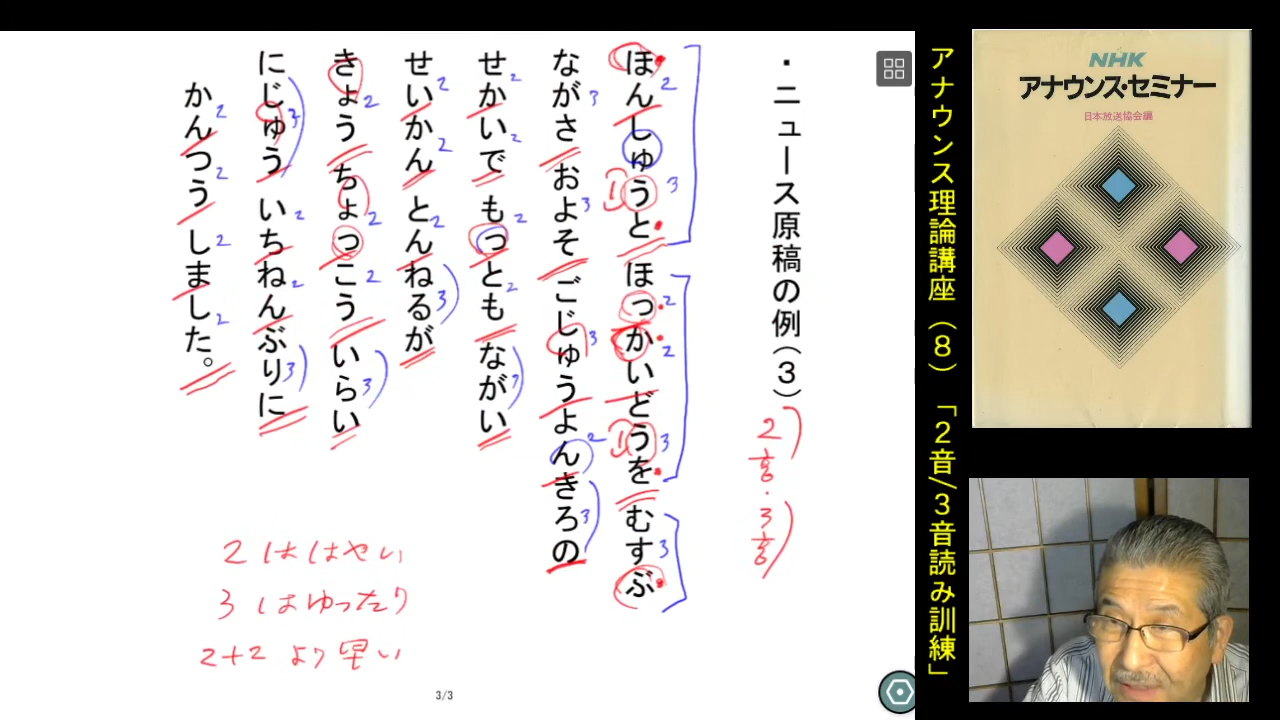 ・ニュース原稿の例(3)
2音・3音
ほんしゅうと ほっかいどうを むすぶ
ながさ およそ ごじゅうよんきろの
せかいで もっとも ながい
せいかん とんねるが
きょう ちょっこう いらい
にじゅう いちねんぶりに
かんつう しました。
2ははやい
3はゆったり
2+2より早い
3/3
アナウンス理論講座(8)「2音/3音読み訓練」
NHK
アナウンス・セミナー
日本放送協会編